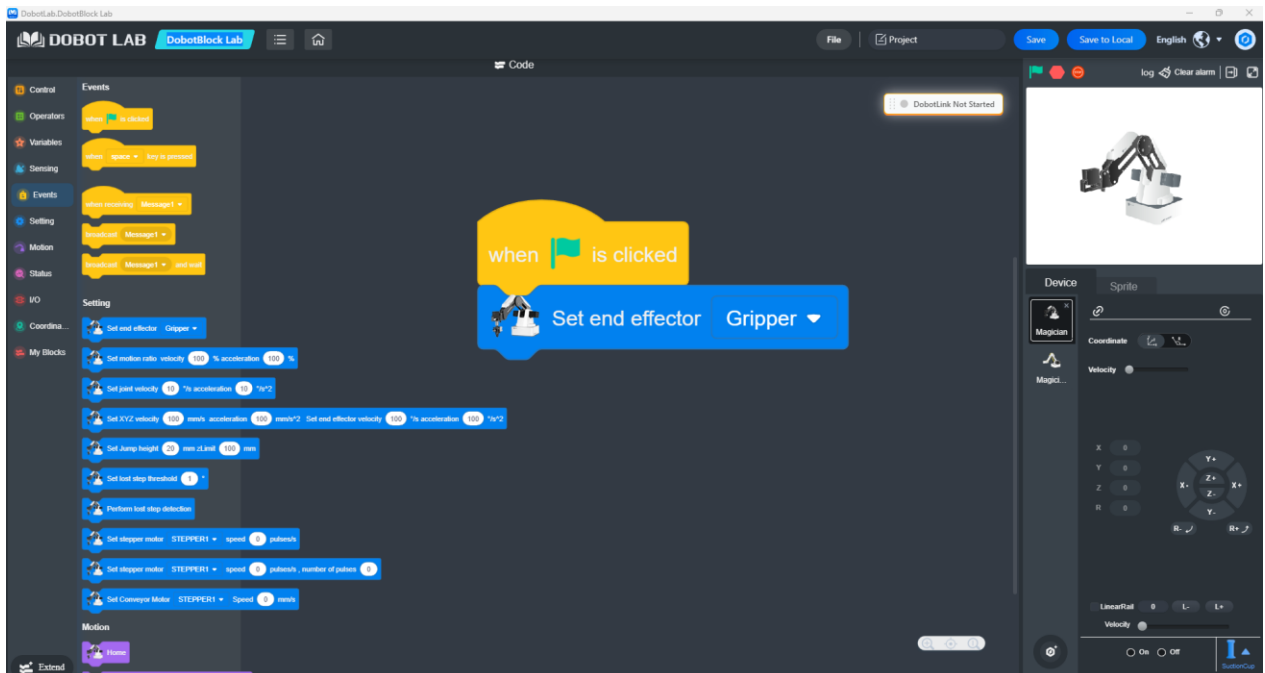 DobotLab.DobotBlock Lab
DOBOT LAB DobotBlock Lab File Project Save Save to Local English
Code
log Clear alarm
Control
Operators
Variables
Sensing
Events
Setting
Motion
Status
I/O
Coordina...
My Blocks
Extend
Events
when is clicked
when space key is pressed
when receiving Message1
broadcast Message1
broadcast Message1 and wait
Setting
Set end effector Gripper
Set motion ratio velocity 100 % acceleration 100 %
Set joint velocity 10 °/s acceleration 10 °/s^2
Set XYZ velocity 100 mm/s acceleration 100 mm/s^2 Set end effector velocity 100 °/s acceleration 100 °/s^2
Set Jump height 20 mm zLimit 100 mm
Set lost step threshold 1 °
Perform lost step detection
Set stepper motor STEPPER1 speed 0 pulses/s
Set stepper motor STEPPER1 speed 0 pulses/s , number of pulses 0
Set Conveyor Motor STEPPER1 Speed 0 mm/s
Motion
Home
DobotLink Not Started
when is clicked
Set end effector Gripper
Device Sprite
Magician
Magici...
Coordinate
Velocity
X 0
Y 0
Z 0
R 0
Y+
X- Z+ X+
Z-
Y-
R- R+
LinearRail 0 L- L+
Velocity
On Off
SuctionCup